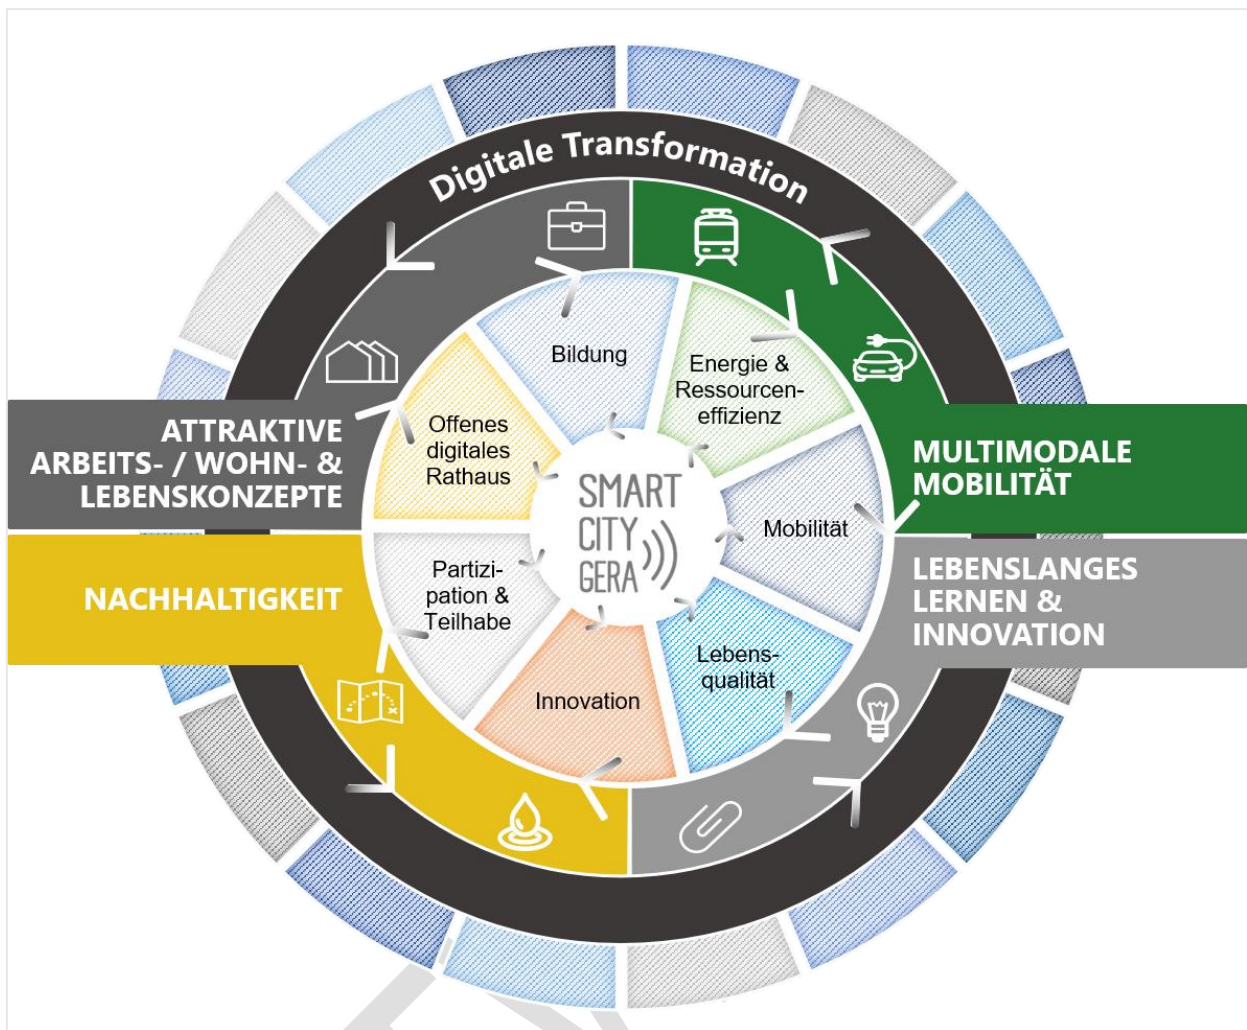 Digitale Transformation
Bildung
Energie &
Ressourcen-
effizienz
Offenes
digitales
Rathaus
ATTRAKTIVE
ARBEITS- / WOHN- &
LEBENSKONZEPTE
MULTIMODALE
MOBILITÄT
SMART
CITY
GERA
Mobilität
NACHHALTIGKEIT
Partizi-
pation &
Teilhabe
LEBENSLANGES
LERNEN &
INNOVATION
Lebens-
qualität
Innovation